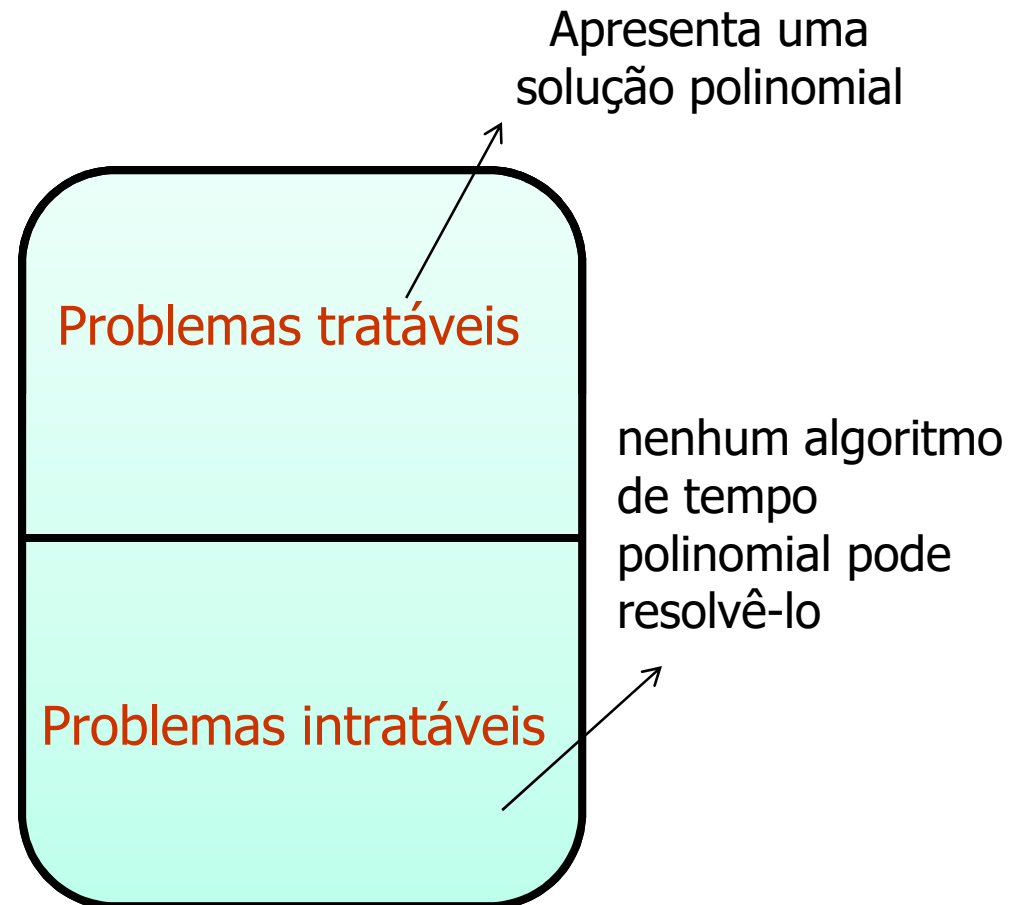 Apresenta uma
solução polinomial
Problemas tratáveis
nenhum algoritmo
de tempo
polinomial pode
resolvê-lo
Problemas intratáveis